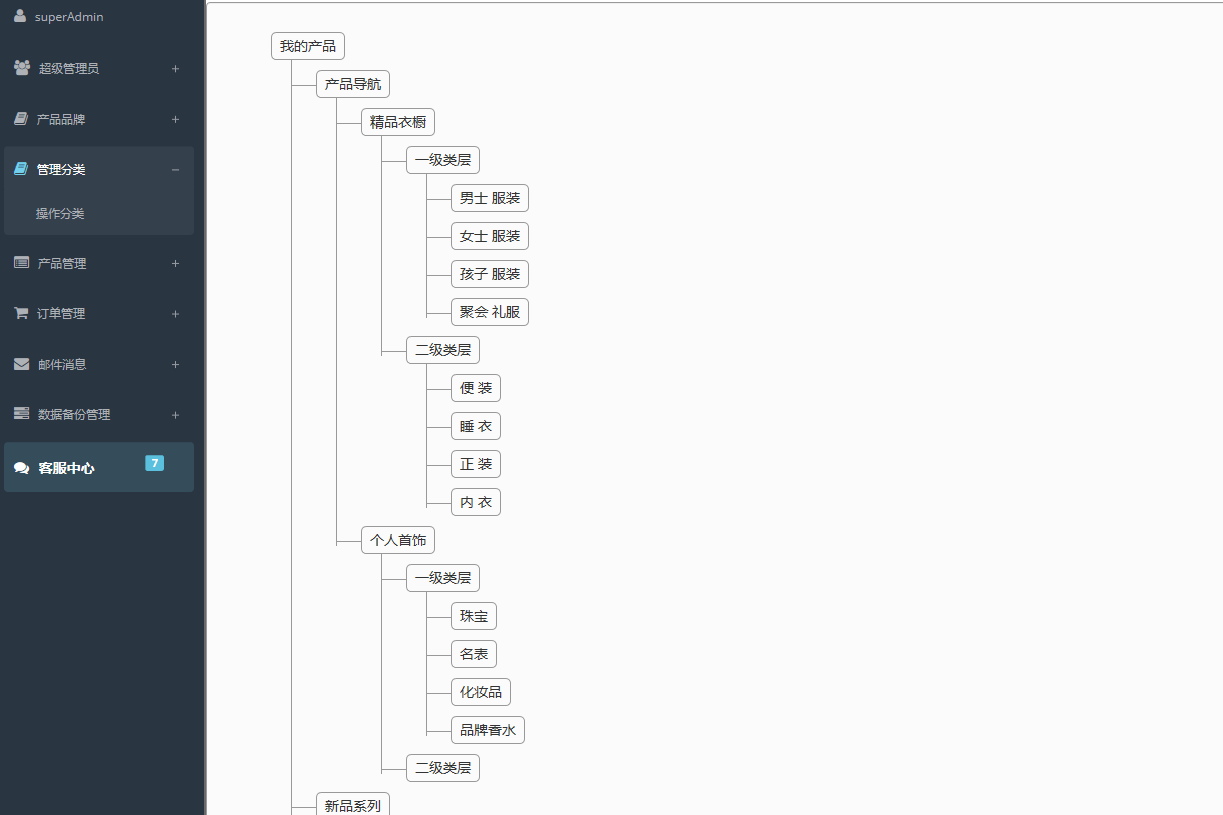 superAdmin
超级管理员 +
产品品牌 +
管理分类 −
操作分类
产品管理 +
订单管理 +
邮件消息 +
数据备份管理 +
客服中心 7
我的产品
产品导航
精品衣橱
一级类层
男士 服装
女士 服装
孩子 服装
聚会 礼服
二级类层
便 装
睡 衣
正 装
内 衣
个人首饰
一级类层
珠宝
名表
化妆品
品牌香水
二级类层
新品系列